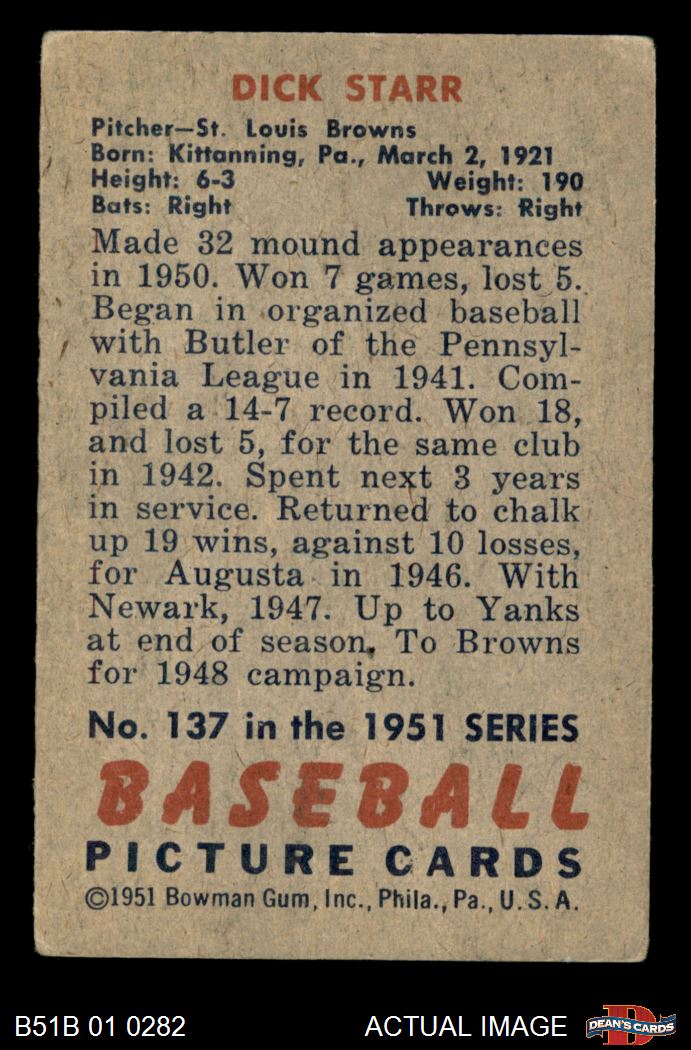 DICK STARR
Pitcher—St. Louis Browns
Born: Kittanning, Pa., March 2, 1921
Height: 6-3 Weight: 190
Bats: Right Throws: Right
Made 32 mound appearances
in 1950. Won 7 games, lost 5.
Began in organized baseball
with Butler of the Pennsyl-
vania League in 1941. Com-
piled a 14-7 record. Won 18,
and lost 5, for the same club
in 1942. Spent next 3 years
in service. Returned to chalk
up 19 wins, against 10 losses,
for Augusta in 1946. With
Newark, 1947. Up to Yanks
at end of season. To Browns
for 1948 campaign.
No. 137 in the 1951 SERIES
BASEBALL
PICTURE CARDS
©1951 Bowman Gum, Inc., Phila., Pa., U.S.A.
B51B 01 0282 ACTUAL IMAGE D DEAN'S CARDS